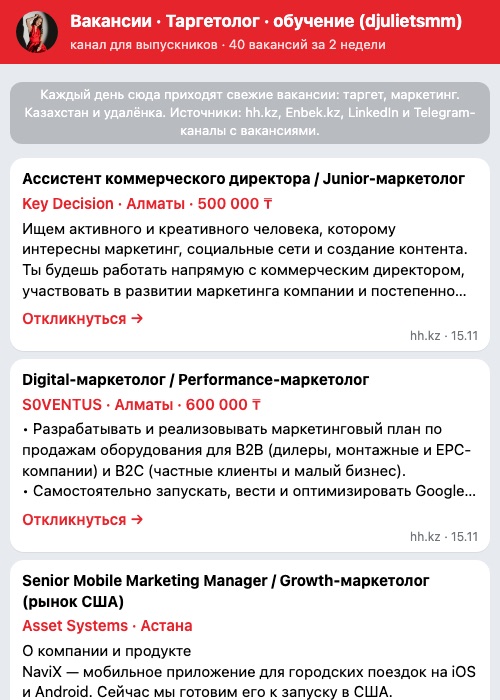 Вакансии · Таргетолог · обучение (djulietsmm)
канал для выпускников · 40 вакансий за 2 недели
Каждый день сюда приходят свежие вакансии: таргет, маркетинг.
Казахстан и удалёнка. Источники: hh.kz, Enbek.kz, LinkedIn и Telegram-
каналы с вакансиями.
Ассистент коммерческого директора / Junior-маркетолог
Key Decision · Алматы · 500 000 ₸
Ищем активного и креативного человека, которому
интересны маркетинг, социальные сети и создание контента.
Ты будешь работать напрямую с коммерческим директором,
участвовать в развитии маркетинга компании и постепенно...
Откликнуться →
hh.kz · 15.11
Digital-маркетолог / Performance-маркетолог
S0VENTUS · Алматы · 600 000 ₸
• Разрабатывать и реализовывать маркетинговый план по
продажам оборудования для B2B (дилеры, монтажные и EPC-
компании) и B2C (частные клиенты и малый бизнес).
• Самостоятельно запускать, вести и оптимизировать Google...
Откликнуться →
hh.kz · 15.11
Senior Mobile Marketing Manager / Growth-маркетолог
(рынок США)
Asset Systems · Астана
О компании и продукте
NaviX — мобильное приложение для городских поездок на iOS
и Android. Сейчас мы готовим его к запуску в США.